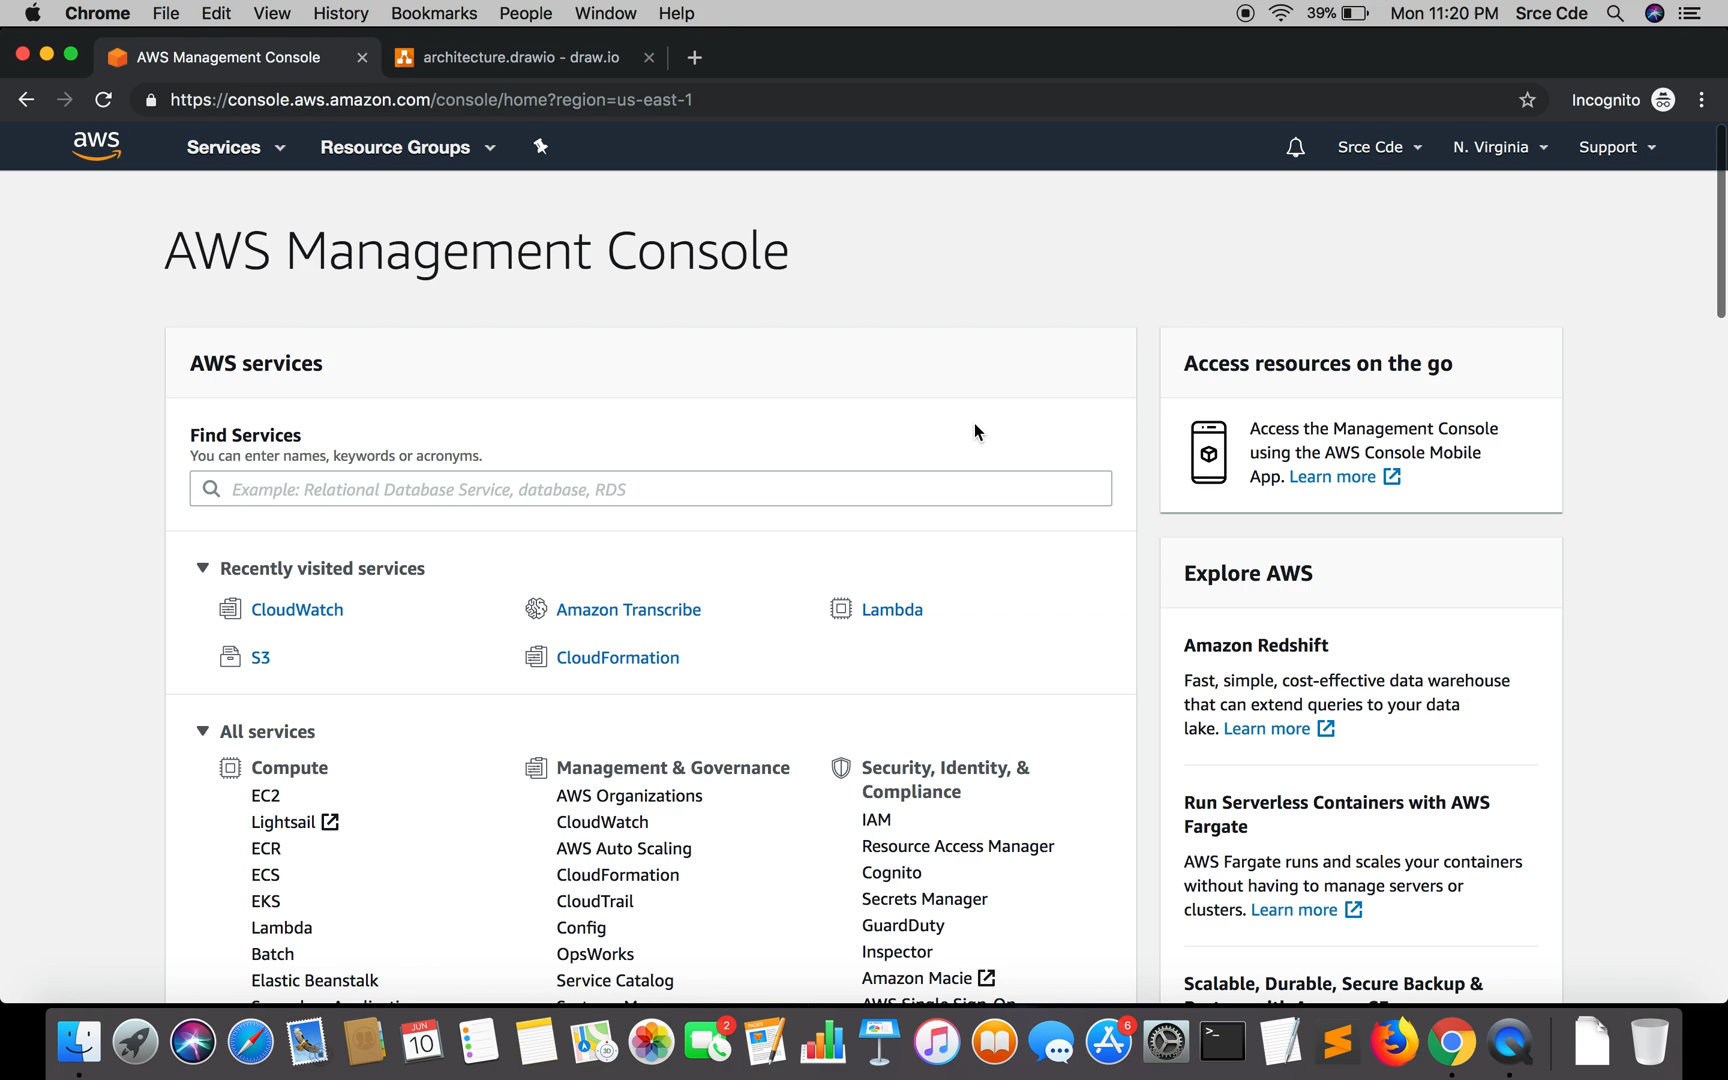 Chrome File Edit View History Bookmarks People Window Help 39% Mon 11:20 PM Srce Cde
AWS Management Console architecture.drawio - draw.io
https://console.aws.amazon.com/console/home?region=us-east-1 Incognito
aws Services Resource Groups Srce Cde N. Virginia Support
AWS Management Console
AWS services
Find Services
You can enter names, keywords or acronyms.
Example: Relational Database Service, database, RDS
Recently visited services
CloudWatch Amazon Transcribe Lambda
S3 CloudFormation
All services
Compute
EC2
Lightsail
ECR
ECS
EKS
Lambda
Batch
Elastic Beanstalk
Management & Governance
AWS Organizations
CloudWatch
AWS Auto Scaling
CloudFormation
CloudTrail
Config
OpsWorks
Service Catalog
Security, Identity, &
Compliance
IAM
Resource Access Manager
Cognito
Secrets Manager
GuardDuty
Inspector
Amazon Macie
AWS Single Sign-On
Access resources on the go
Access the Management Console
using the AWS Console Mobile
App. Learn more
Explore AWS
Amazon Redshift
Fast, simple, cost-effective data warehouse
that can extend queries to your data
lake. Learn more
Run Serverless Containers with AWS
Fargate
AWS Fargate runs and scales your containers
without having to manage servers or
clusters. Learn more
Scalable, Durable, Secure Backup &
JUN
10
2
3D
6